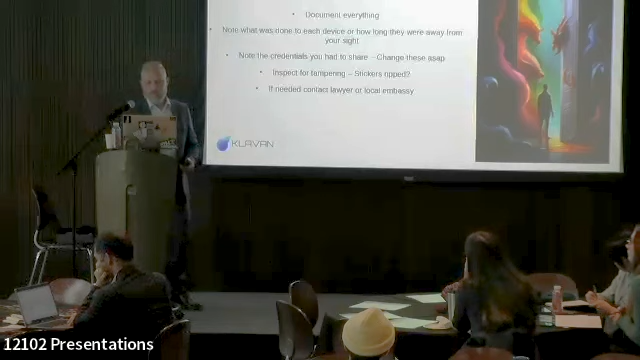 Document everything
Note what was done to each device or how long they were away from
your sight
Note the credentials you had to share – Change these asap
Inspect for tampering – Stickers ripped?
If needed contact lawyer or local embassy
KLAVAN
12102 Presentations